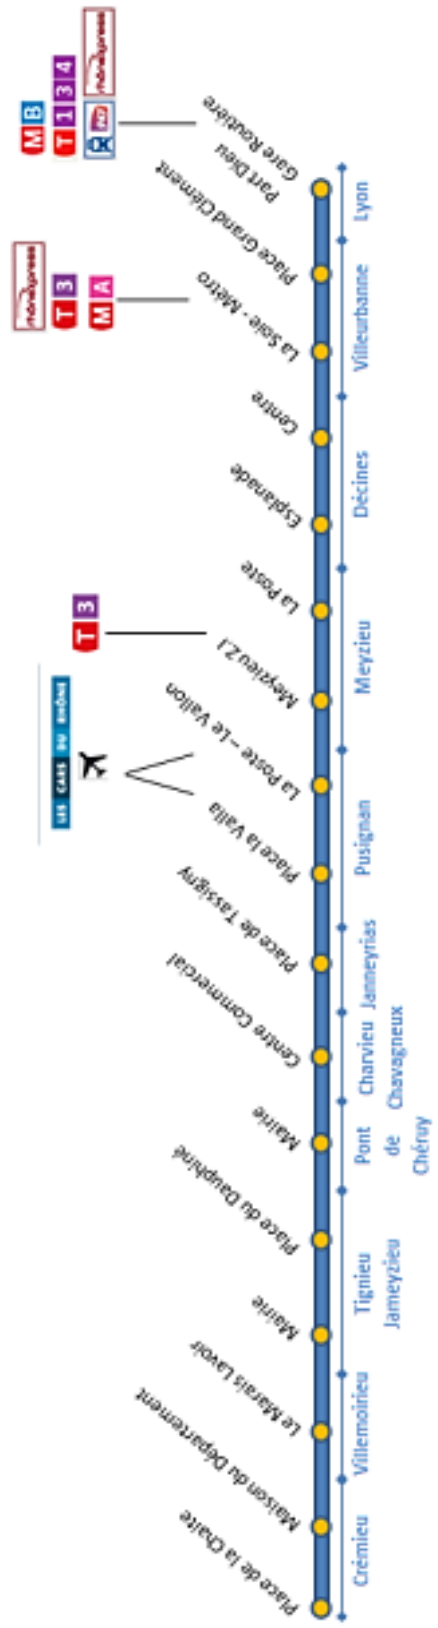 LES CARS DU RHÔNE
T 3
rhônexpress
T 3
M A
M B
T 1 3 4
rhônexpress
Place de la Chaite
Maison du Département
Le Marais Lavoir
Mairie
Place du Dauphiné
Mairie
Centre Commercial
Place de Tassigny
Place la Valla
La Poste – Le Vallon
Meyzieu Z.I
La Poste
Esplanade
Centre
La Soie - Métro
Place Grand Clément
Part Dieu
Gare Routière
Crémieu
Villemoirieu
Tignieu
Jameyzieu
Pont
de
Chéruy
Charvieu
Chavagneux
Janneyrias
Pusignan
Meyzieu
Décines
Villeurbanne
Lyon